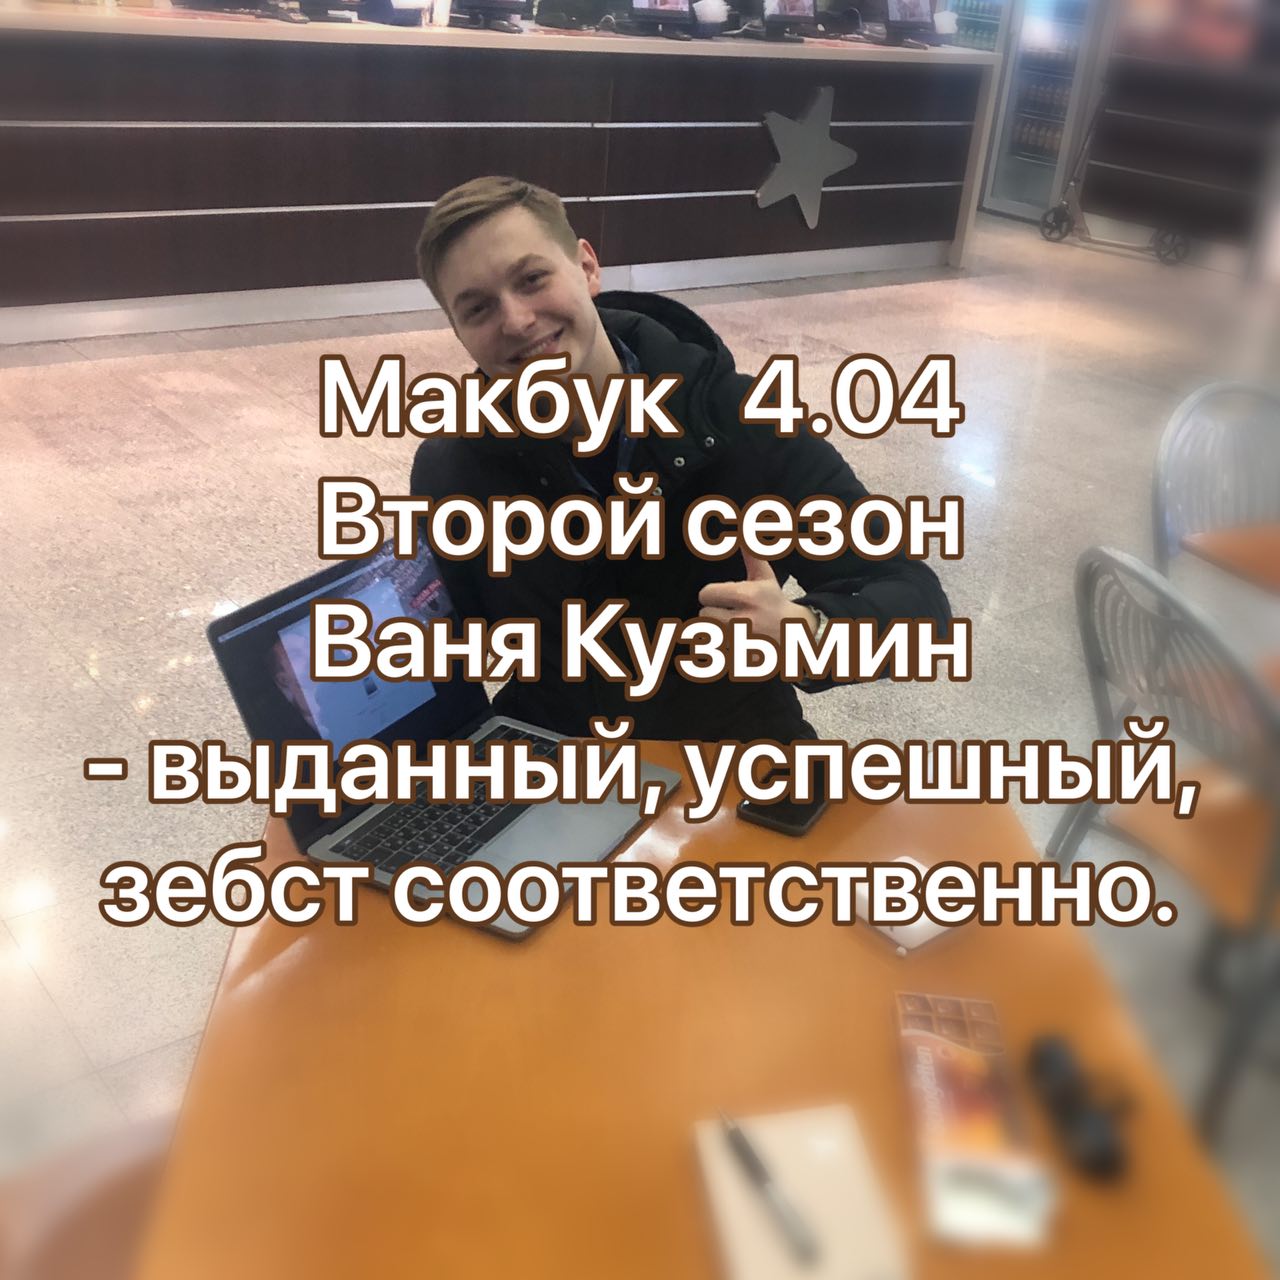 Макбук 4.04
Второй сезон
Ваня Кузьмин
- выданный, успешный,
зебст соответственно.